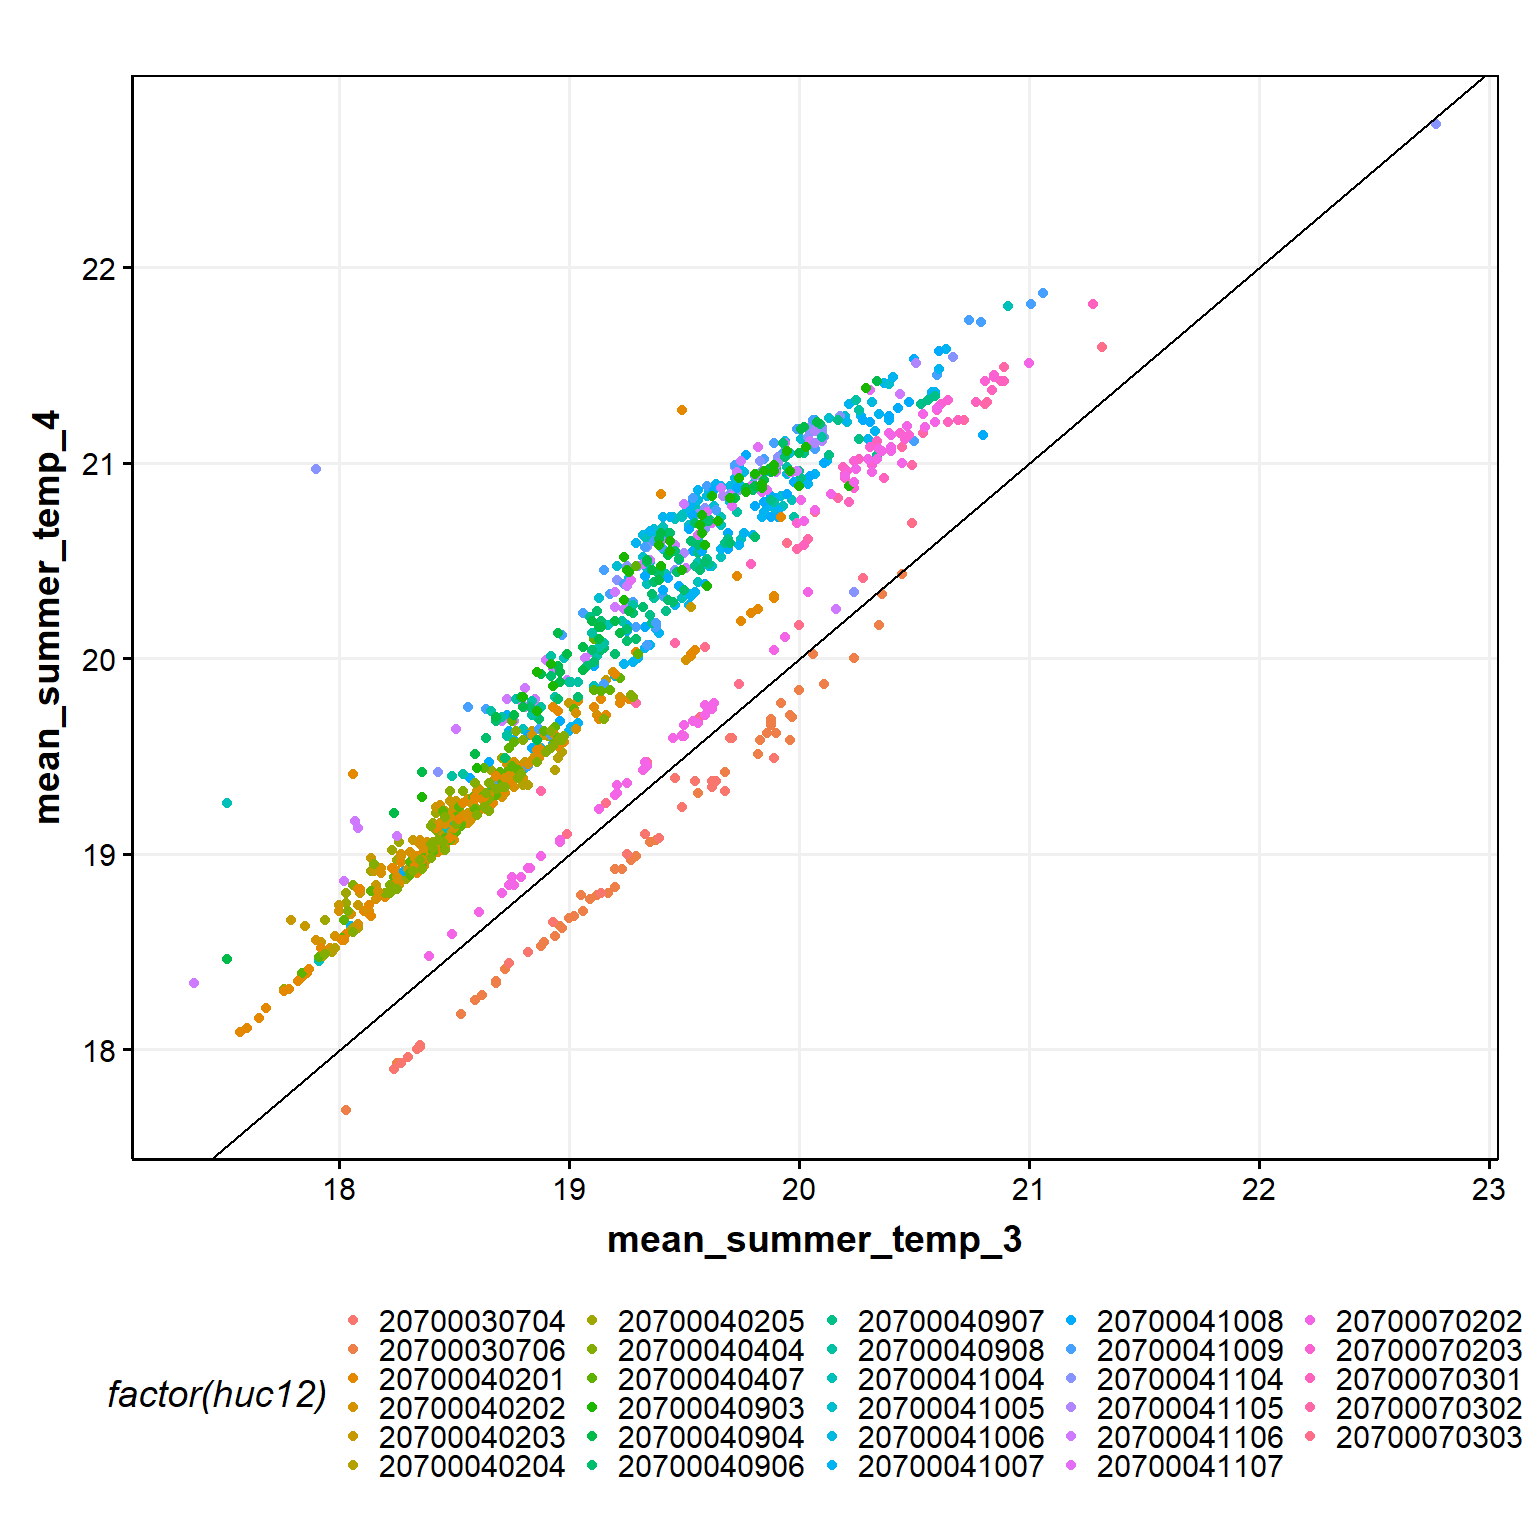 mean_summer_temp_4
22
21
20
19
18
18 19 20 21 22 23
mean_summer_temp_3
factor(huc12)
20700030704 20700040205 20700040907 20700041008 20700070202
20700030706 20700040404 20700040908 20700041009 20700070203
20700040201 20700040407 20700041004 20700041104 20700070301
20700040202 20700040903 20700041005 20700041105 20700070302
20700040203 20700040904 20700041006 20700041106 20700070303
20700040204 20700040906 20700041007 20700041107